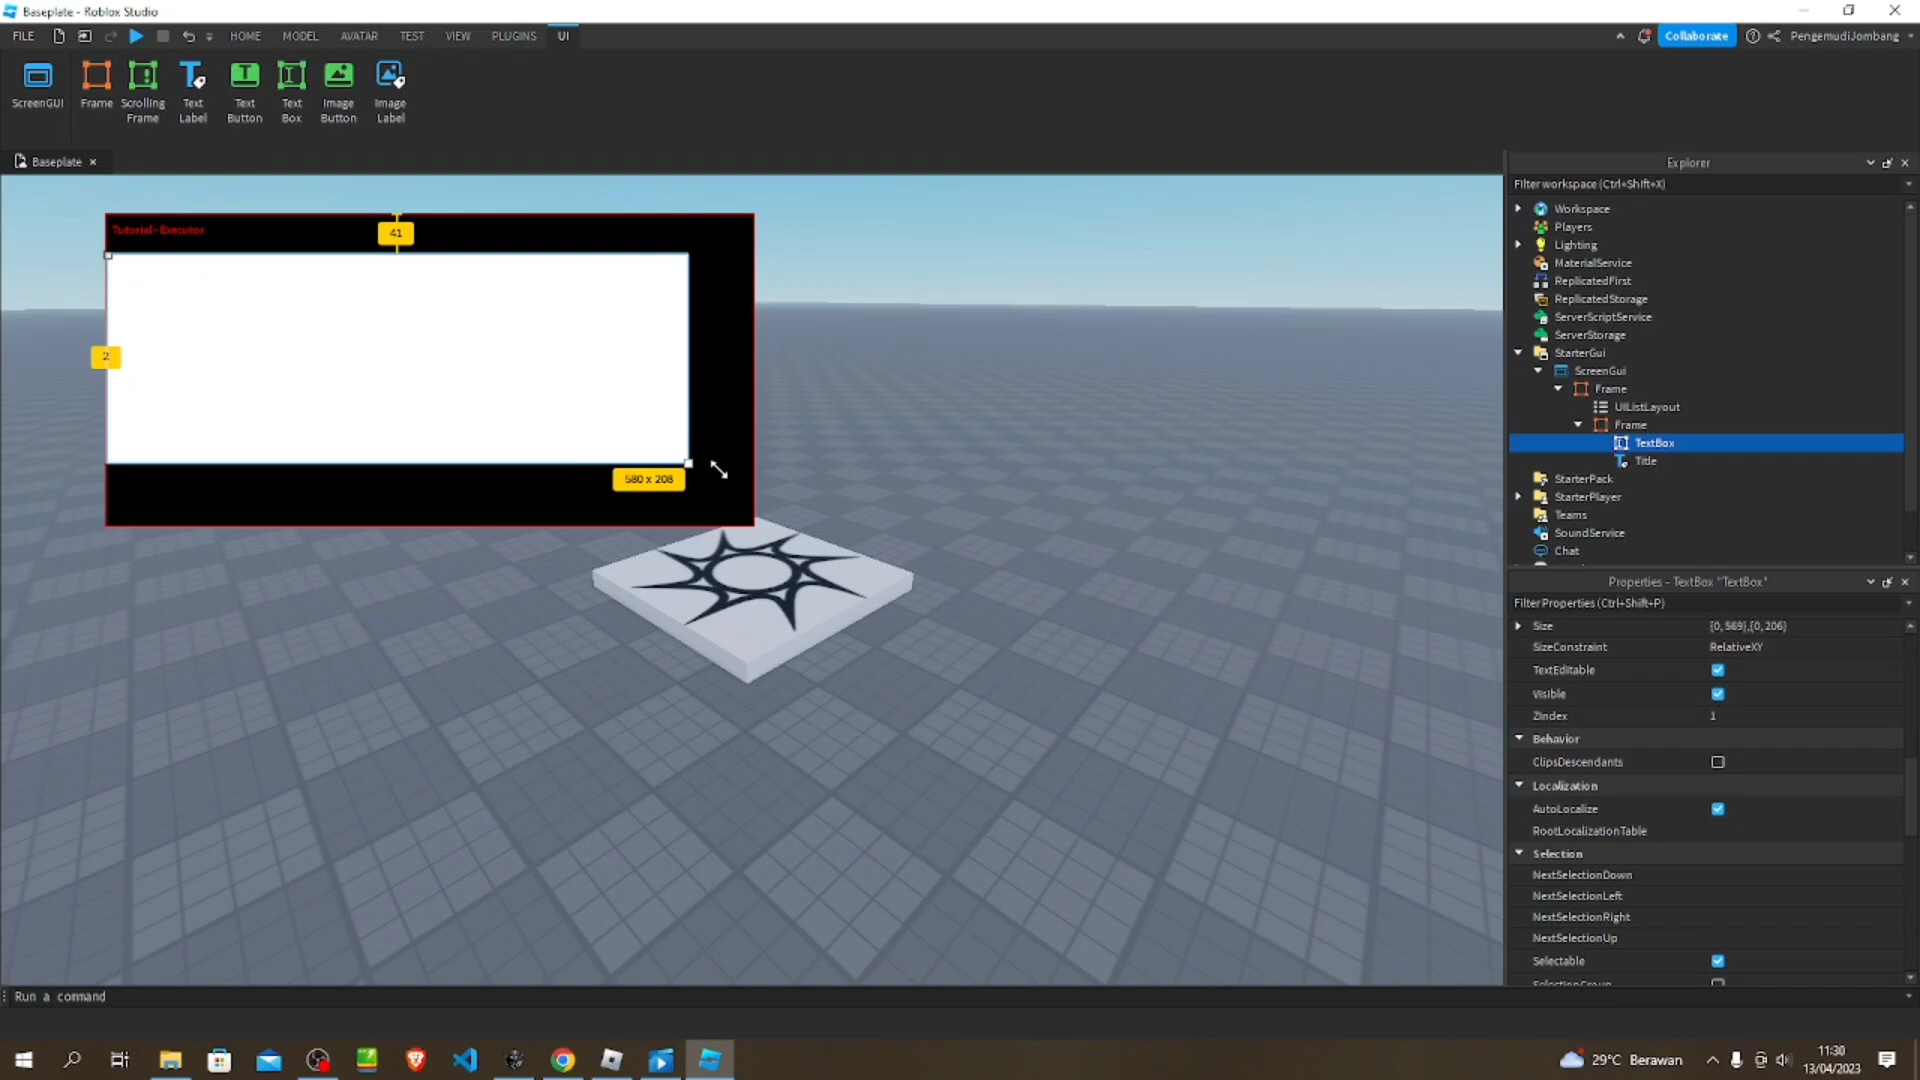 Baseplate - Roblox Studio
FILE HOME MODEL AVATAR TEST VIEW PLUGINS UI Collaborate PengemudiJombang
ScreenGUI Frame Scrolling Frame Text Label Text Button Text Box Image Button Image Label
Baseplate
Tutorial-Executor
41
2
580 x 208
Explorer
Filter workspace (Ctrl+Shift+X)
Workspace
Players
Lighting
MaterialService
ReplicatedFirst
ReplicatedStorage
ServerScriptService
ServerStorage
StarterGui
ScreenGui
Frame
UIListLayout
Frame
TextBox
Title
StarterPack
StarterPlayer
Teams
SoundService
Chat
Properties - TextBox "TextBox"
Filter Properties (Ctrl+Shift+P)
Size {0, 569},{0, 206}
SizeConstraint RelativeXY
TextEditable
Visible
ZIndex 1
Behavior
ClipsDescendants
Localization
AutoLocalize
RootLocalizationTable
Selection
NextSelectionDown
NextSelectionLeft
NextSelectionRight
NextSelectionUp
Selectable
SelectionGroup
Run a command
29°C Berawan
11:30
13/04/2023